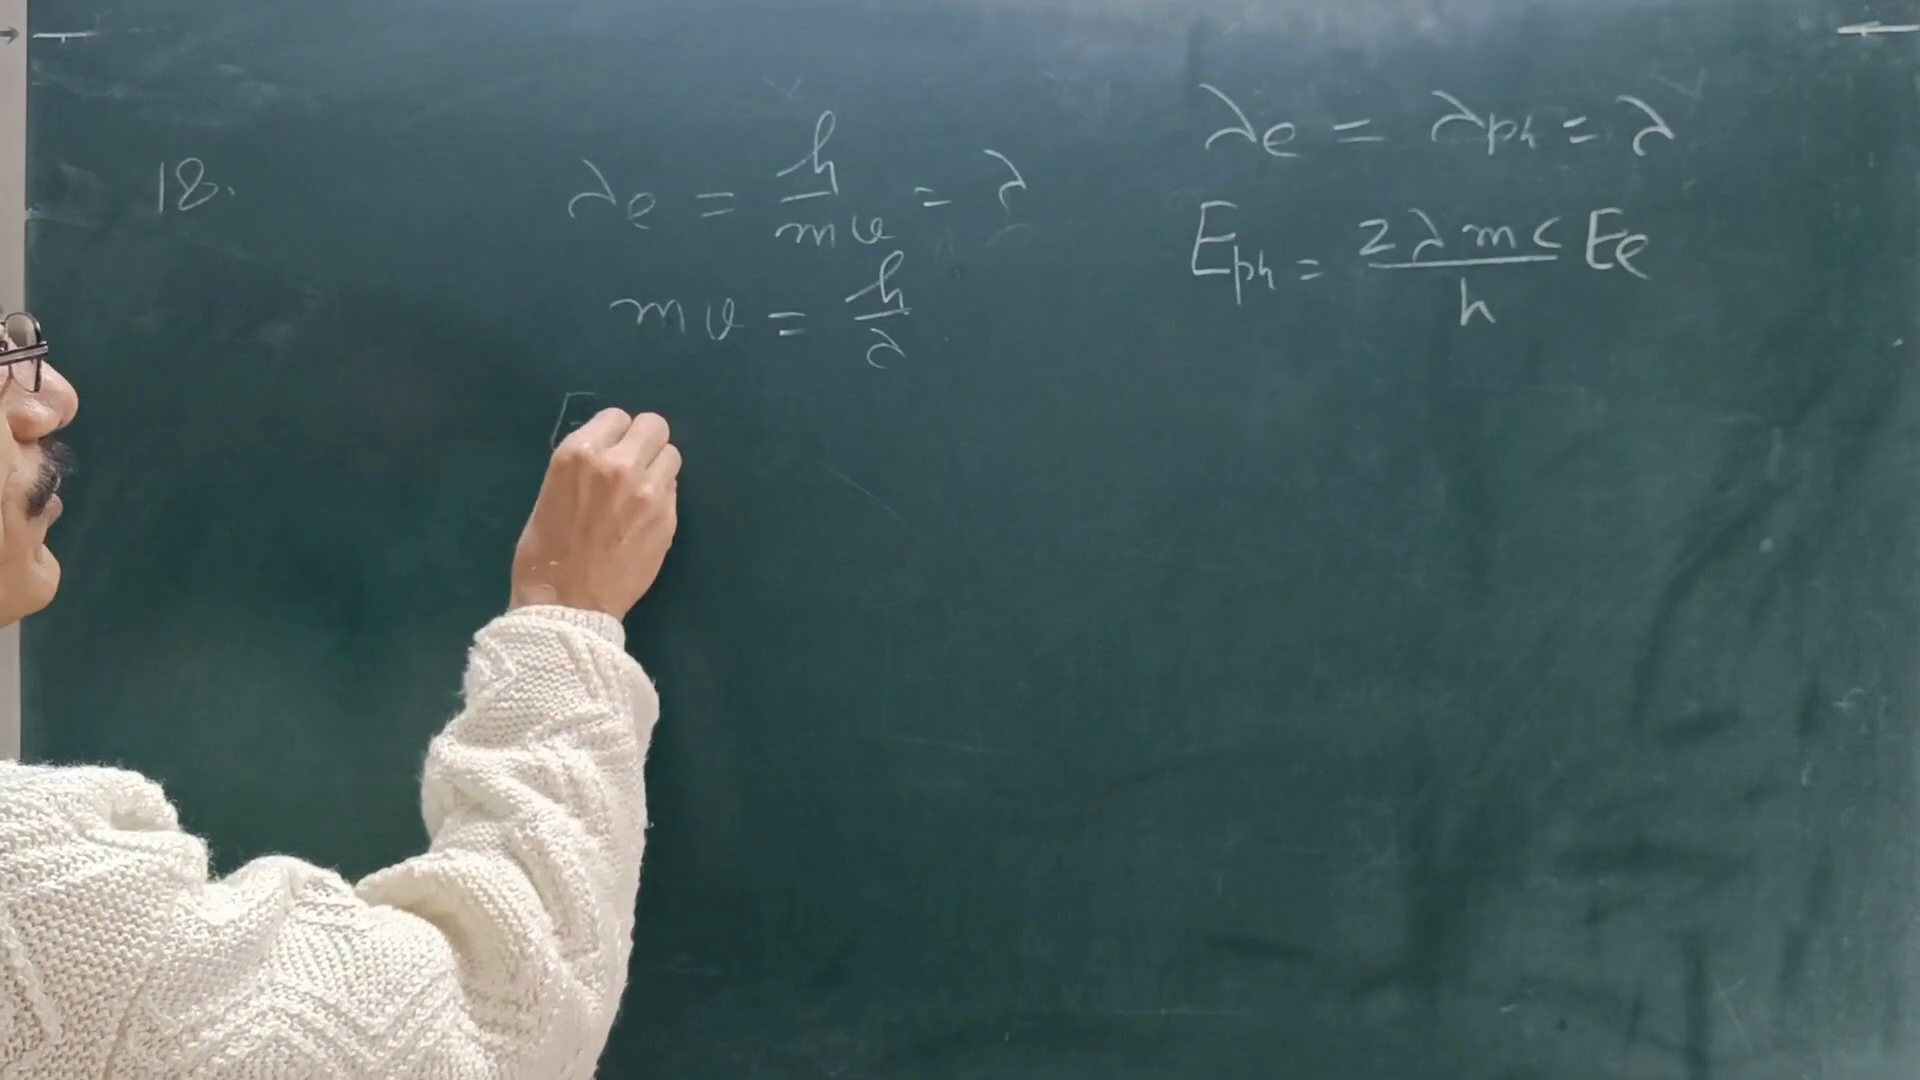 18.
λe = h/mv = λ
mv = h/λ
E
λe = λph = λ
Eph = 2λmc/h Ee